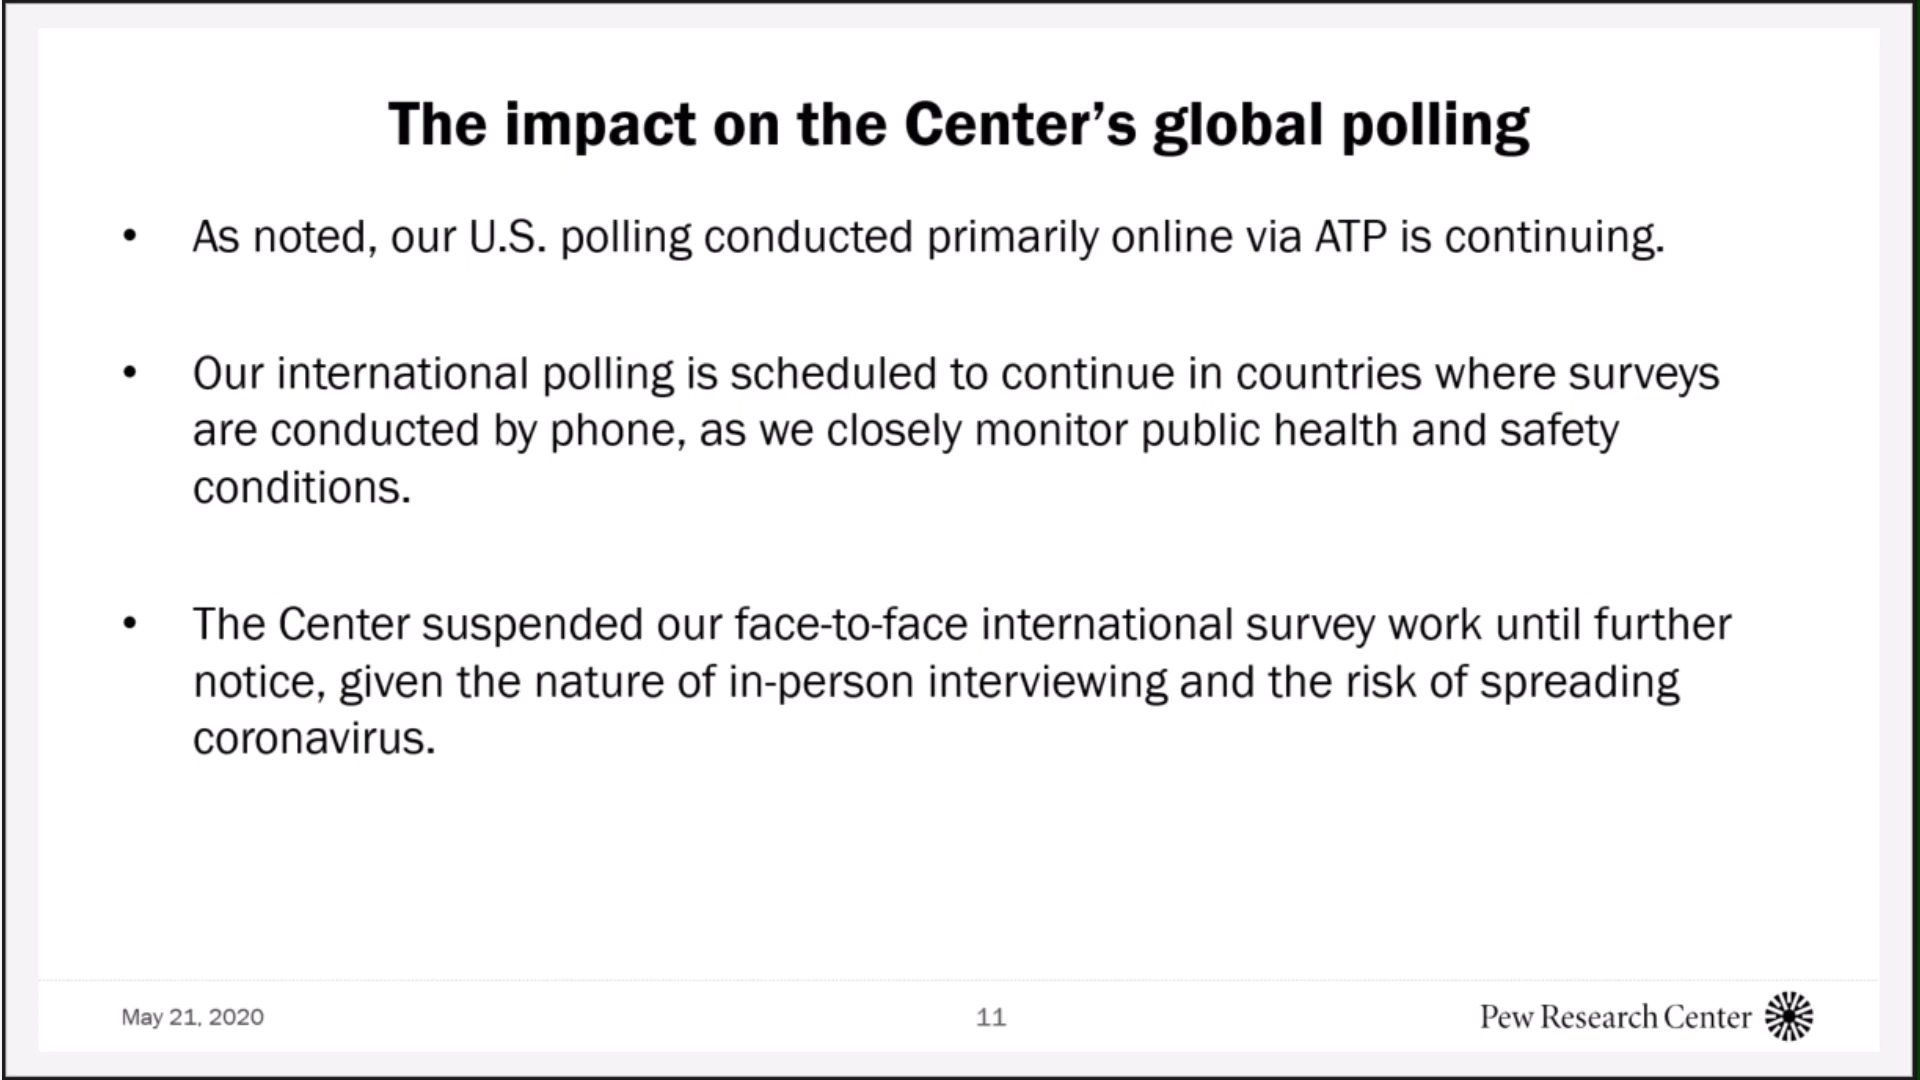 The impact on the Center’s global polling
• As noted, our U.S. polling conducted primarily online via ATP is continuing.
• Our international polling is scheduled to continue in countries where surveys
are conducted by phone, as we closely monitor public health and safety
conditions.
• The Center suspended our face-to-face international survey work until further
notice, given the nature of in-person interviewing and the risk of spreading
coronavirus.
May 21, 2020
11
Pew Research Center